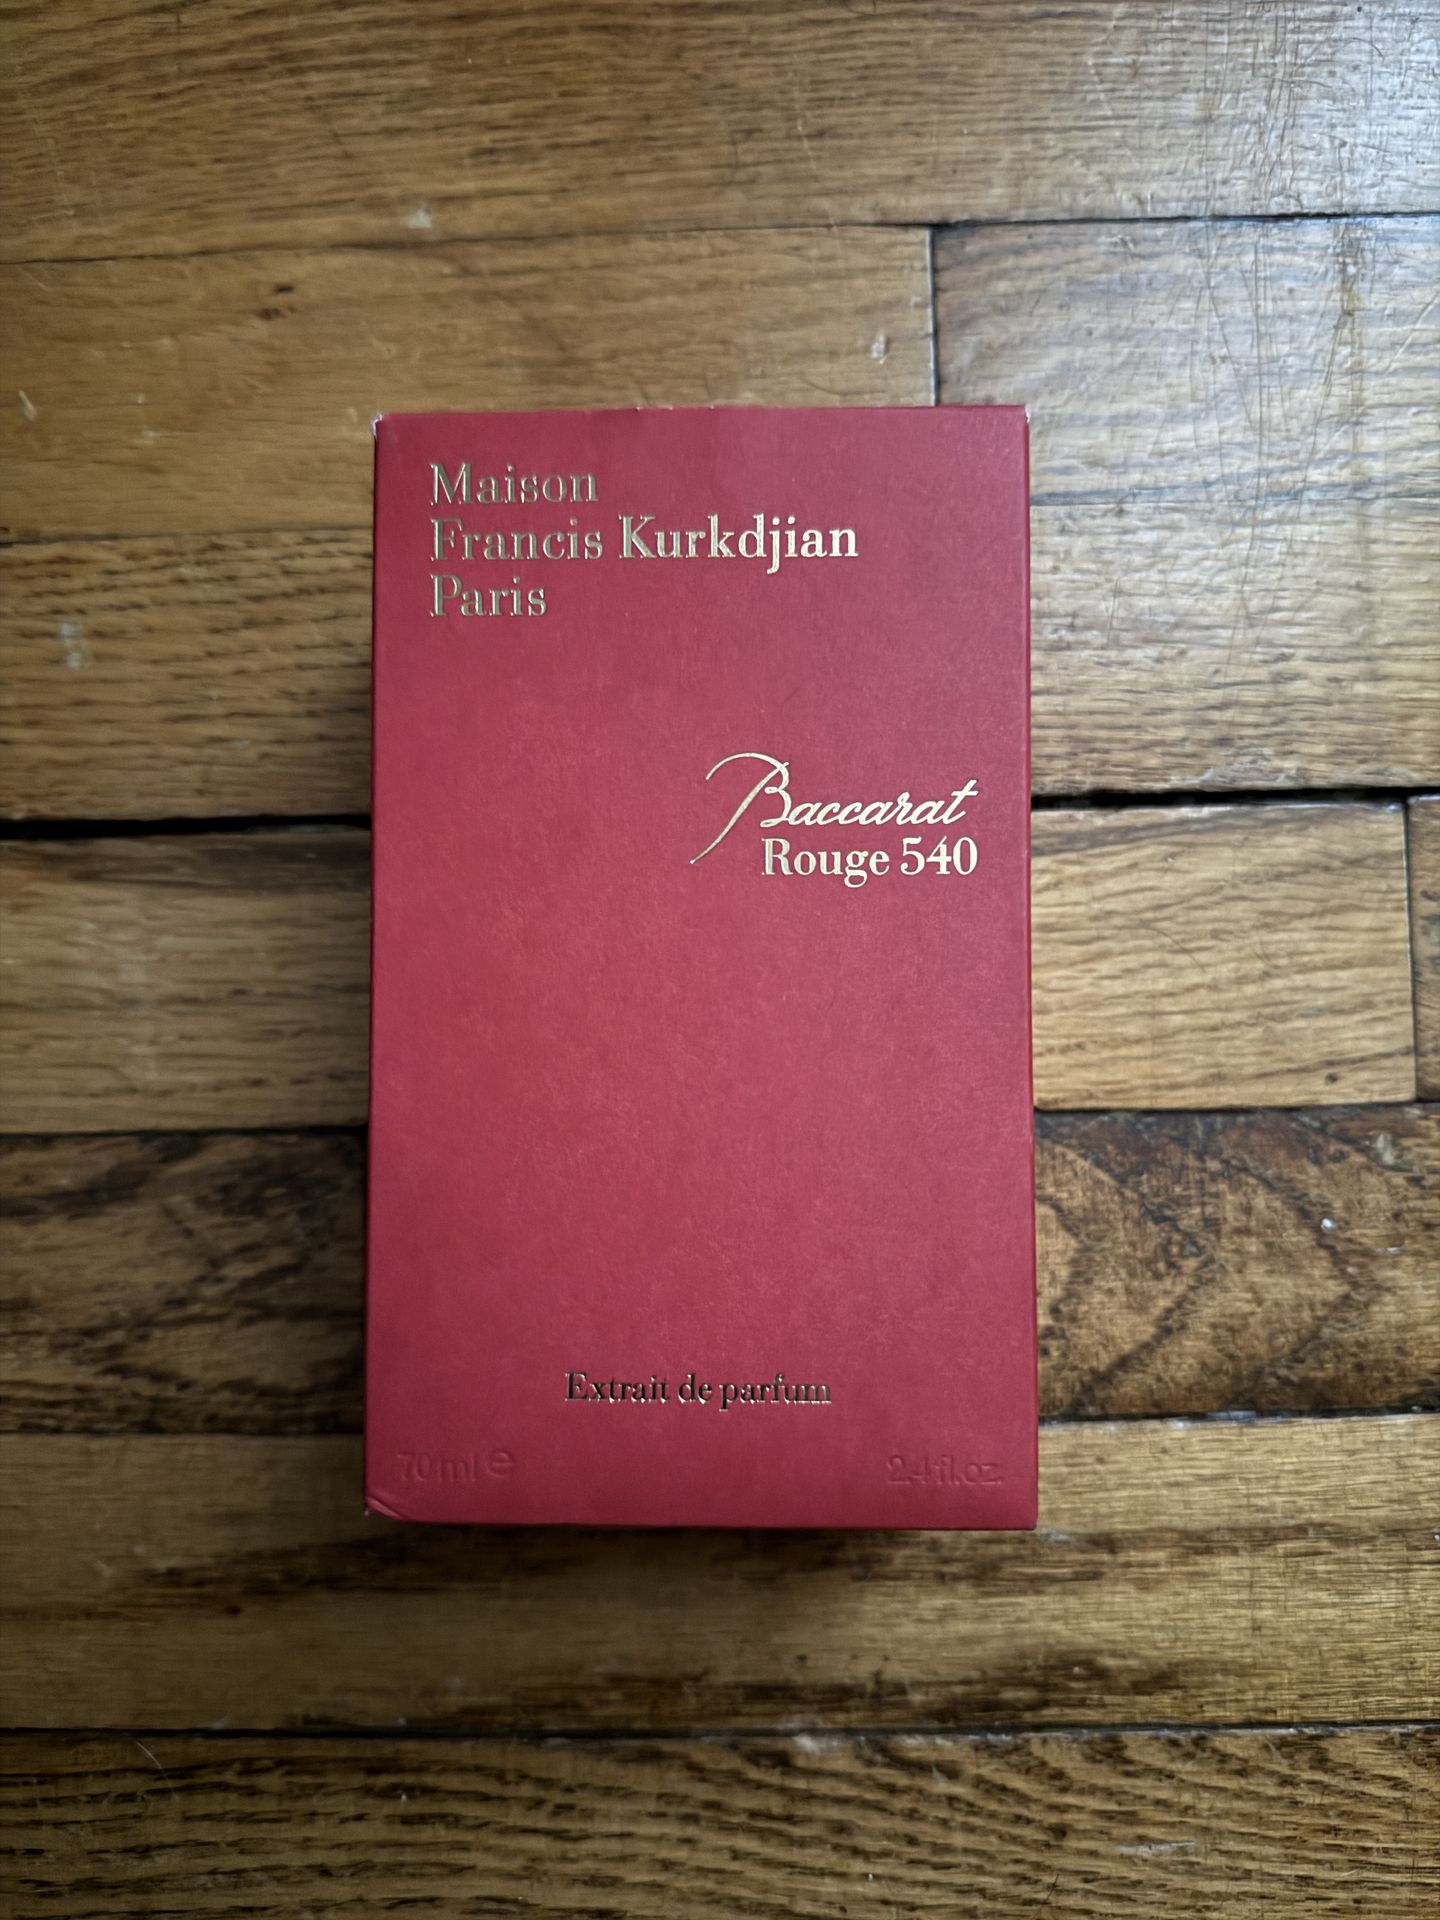 Maison
Francis Kurkdjian
Paris
Baccarat
Rouge 540
Extrait de parfum
70 ml ℮ 2.4 fl.oz.